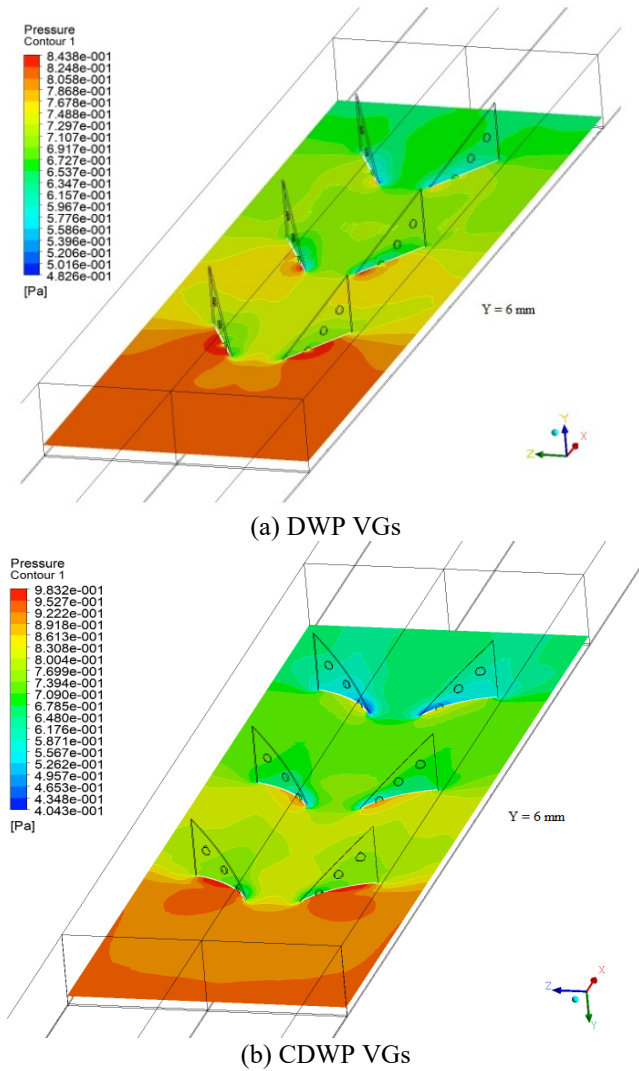 Pressure
Contour 1
8.438e-001
8.248e-001
8.058e-001
7.868e-001
7.678e-001
7.488e-001
7.297e-001
7.107e-001
6.917e-001
6.727e-001
6.537e-001
6.347e-001
6.157e-001
5.967e-001
5.776e-001
5.586e-001
5.396e-001
5.206e-001
5.016e-001
4.826e-001
[Pa]
Y = 6 mm
Y
X
Z
(a) DWP VGs
Pressure
Contour 1
9.832e-001
9.527e-001
9.222e-001
8.918e-001
8.613e-001
8.308e-001
8.004e-001
7.699e-001
7.394e-001
7.090e-001
6.785e-001
6.480e-001
6.176e-001
5.871e-001
5.567e-001
5.262e-001
4.957e-001
4.653e-001
4.348e-001
4.043e-001
[Pa]
Y = 6 mm
X
Z
Y
(b) CDWP VGs